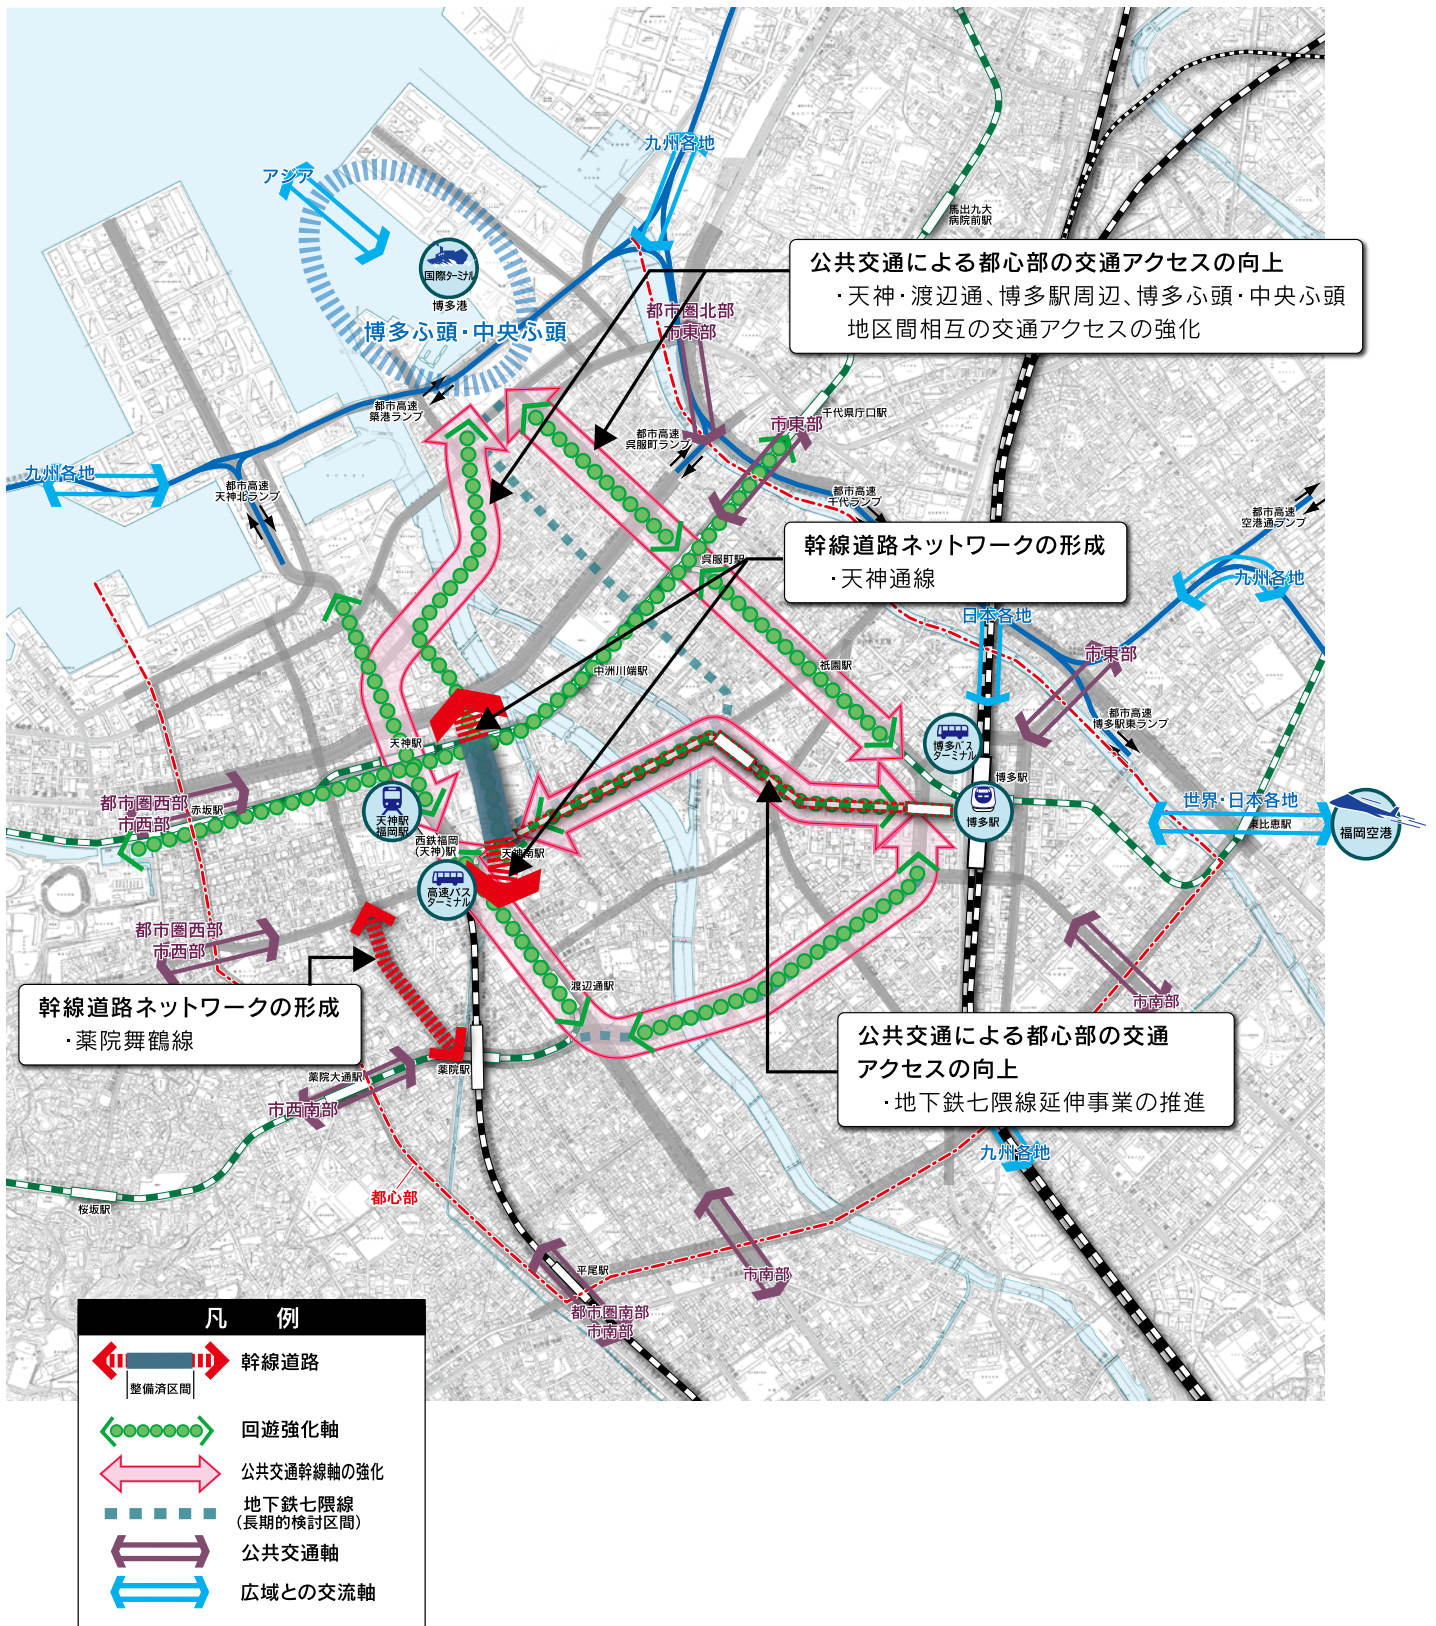 九州各地
アジア
国際ターミナル
博多港
博多ふ頭・中央ふ頭
馬出九大
病院前駅
公共交通による都心部の交通アクセスの向上
・天神・渡辺通、博多駅周辺、博多ふ頭・中央ふ頭
地区間相互の交通アクセスの強化
都市圏北部
市東部
都市高速
築港ランプ
千代県庁口駅
市東部
都市高速
呉服町ランプ
九州各地
都市高速
天神北ランプ
都市高速
千代ランプ
都市高速
空港通ランプ
幹線道路ネットワークの形成
・天神通線
呉服町駅
九州各地
日本各地
中洲川端駅
祇園駅
市東部
都市高速
博多駅東ランプ
天神駅
博多バス
ターミナル
博多駅
博多駅
都市圏西部
市西部
赤坂駅
天神駅
福岡駅
世界・日本各地
東比恵駅
福岡空港
西鉄福岡
(天神)駅
天神南駅
高速バス
ターミナル
都市圏西部
市西部
渡辺通駅
市南部
幹線道路ネットワークの形成
・薬院舞鶴線
公共交通による都心部の交通
アクセスの向上
・地下鉄七隈線延伸事業の推進
薬院大通駅
薬院駅
市西南部
九州各地
桜坂駅
都心部
平尾駅
市南部
都市圏南部
市南部
凡 例
幹線道路
整備済区間
回遊強化軸
公共交通幹線軸の強化
地下鉄七隈線
(長期的検討区間)
公共交通軸
広域との交流軸